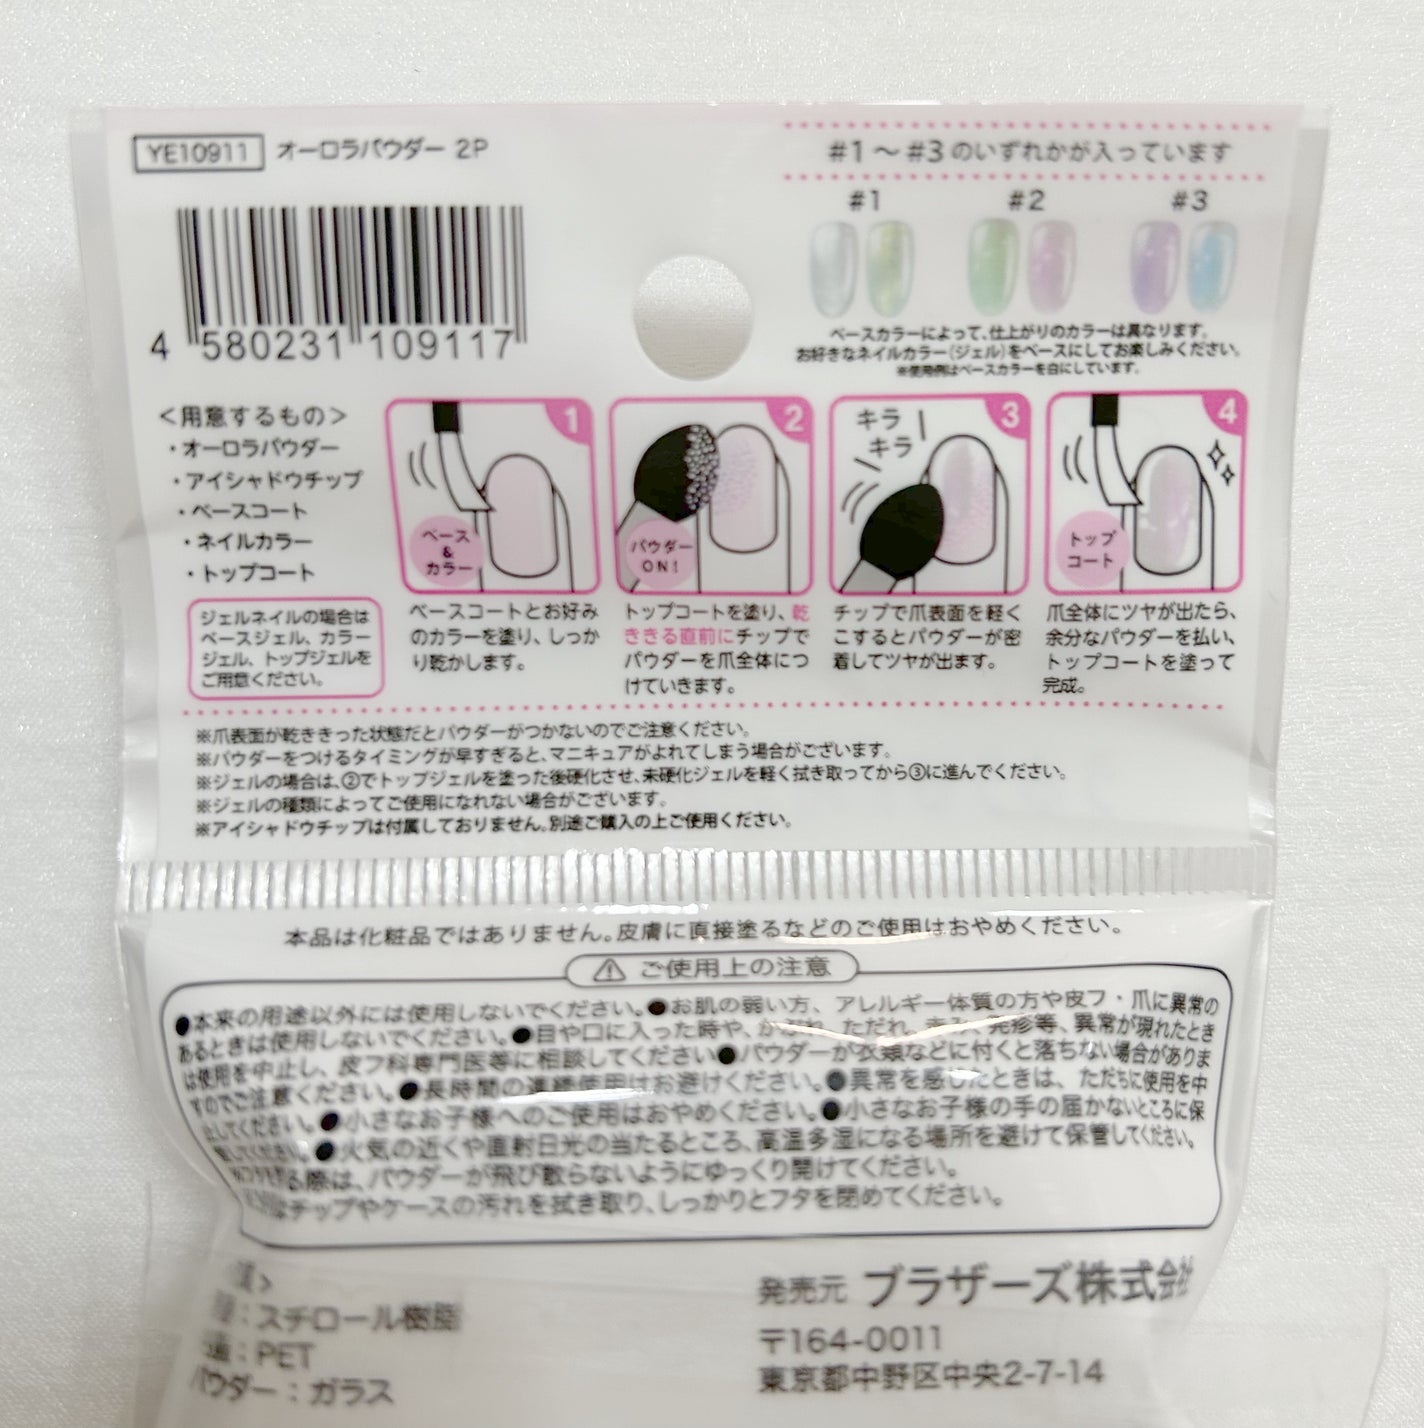 YE10911 オーロラパウダー 2P
4 580231 109117
#1～#3のいずれかが入っています
#1 #2 #3
ベースカラーによって、仕上がりのカラーは異なります。
お好きなネイルカラー(ジェル)をベースにしてお楽しみください。
※使用例はベースカラーを白にしています。
＜用意するもの＞
・オーロラパウダー
・アイシャドウチップ
・ベースコート
・ネイルカラー
・トップコート
ジェルネイルの場合は
ベースジェル、カラー
ジェル、トップジェルを
ご用意ください。
1
ベース
&
カラー
ベースコートとお好み
のカラーを塗り、しっか
り乾かします。
2
パウダー
ON!
トップコートを塗り、乾
ききる直前にチップで
パウダーを爪全体につ
けていきます。
3
キラ
キラ
チップで爪表面を軽く
こするとパウダーが密
着してツヤが出ます。
4
トップ
コート
爪全体にツヤが出たら、
余分なパウダーを払い、
トップコートを塗って
完成。
※爪表面が乾ききった状態だとパウダーがつかないのでご注意ください。
※パウダーをつけるタイミングが早すぎると、マニキュアがよれてしまう場合がございます。
※ジェルの場合は、②でトップジェルを塗った後硬化させ、未硬化ジェルを軽く拭き取ってから③に進んでください。
※ジェルの種類によってご使用になれない場合がございます。
※アイシャドウチップは付属しておりません。別途ご購入の上ご使用ください。
本品は化粧品ではありません。皮膚に直接塗るなどのご使用はおやめください。
⚠ ご使用上の注意
●本来の用途以外には使用しないでください。●お肌の弱い方、アレルギー体質の方や皮フ・爪に異常の
あるときは使用しないでください。●目や口に入った時や、かぶれ、ただれ、赤み、発疹等、異常が現れたとき
は使用を中止し、皮フ科専門医等に相談してください●パウダーが衣類などに付くと落ちない場合がありま
すのでご注意ください。●長時間の連続使用はお避けください。●異常を感じたときは、ただちに使用を中
止してください。●小さなお子様へのご使用はおやめください。●小さなお子様の手の届かないところに保
管してください。●火気の近くや直射日光の当たるところ、高温多湿になる場所を避けて保管してください。
る際は、パウダーが飛び散らないようにゆっくり開けてください。
チップやケースの汚れを拭き取り、しっかりとフタを閉めてください。
：スチロール樹脂
：PET
パウダー：ガラス
発売元 ブラザーズ株式会社
〒164-0011
東京都中野区中央2-7-14